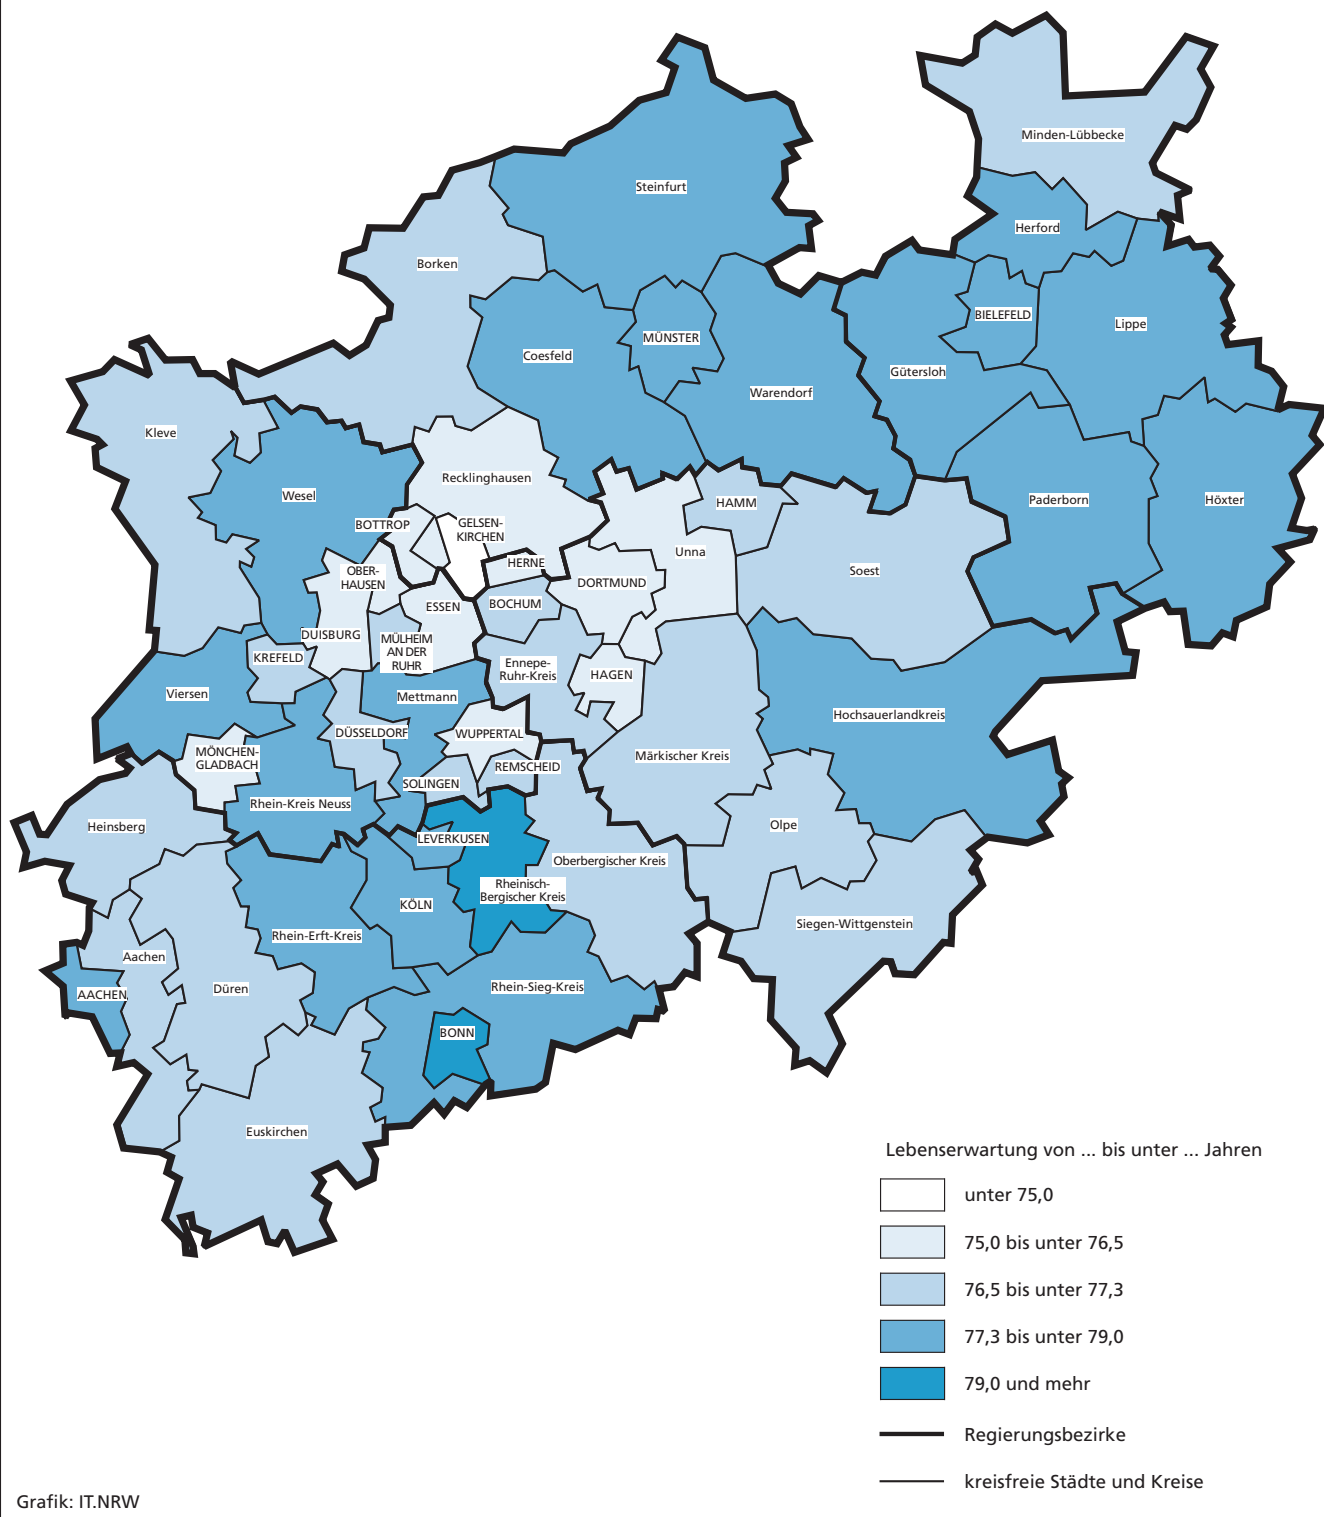 Minden-Lübbecke
Steinfurt
Herford
Borken
BIELEFELD
Lippe
MÜNSTER
Coesfeld
Gütersloh
Warendorf
Kleve
Recklinghausen
Wesel
Paderborn
Höxter
HAMM
BOTTROP
GELSEN-
KIRCHEN
Unna
HERNE
Soest
OBER-
HAUSEN
DORTMUND
ESSEN
BOCHUM
DUISBURG
MÜLHEIM
AN DER
RUHR
KREFELD
Ennepe-
Ruhr-Kreis
HAGEN
Viersen
Mettmann
Hochsauerlandkreis
DÜSSELDORF
WUPPERTAL
MÖNCHEN-
GLADBACH
Märkischer Kreis
REMSCHEID
SOLINGEN
Rhein-Kreis Neuss
Heinsberg
Olpe
LEVERKUSEN
Oberbergischer Kreis
Rheinisch-
Bergischer Kreis
KÖLN
Siegen-Wittgenstein
Rhein-Erft-Kreis
Aachen
Düren
Rhein-Sieg-Kreis
AACHEN
BONN
Euskirchen
Lebenserwartung von ... bis unter ... Jahren
unter 75,0
75,0 bis unter 76,5
76,5 bis unter 77,3
77,3 bis unter 79,0
79,0 und mehr
Regierungsbezirke
kreisfreie Städte und Kreise
Grafik: IT.NRW